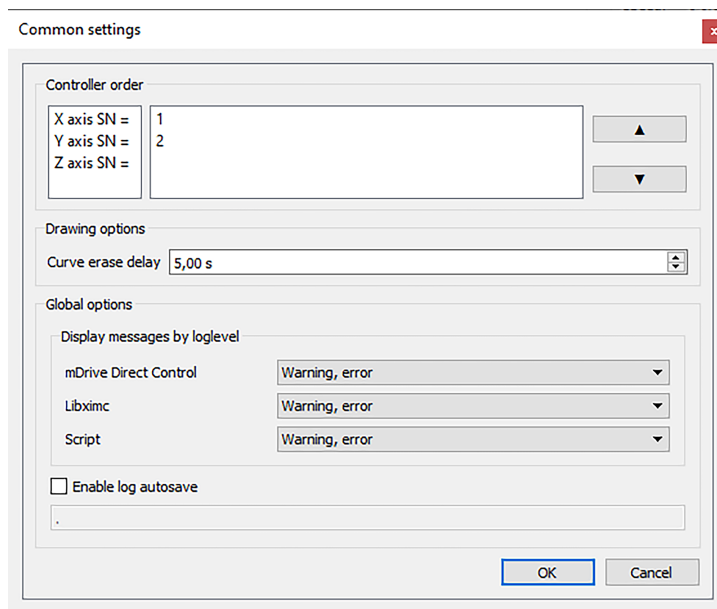 Common settings
Controller order
X axis SN = 1
Y axis SN = 2
Z axis SN =
▲
▼
Drawing options
Curve erase delay 5,00 s
Global options
Display messages by loglevel
mDrive Direct Control Warning, error
Libximc Warning, error
Script Warning, error
Enable log autosave
.
OK Cancel